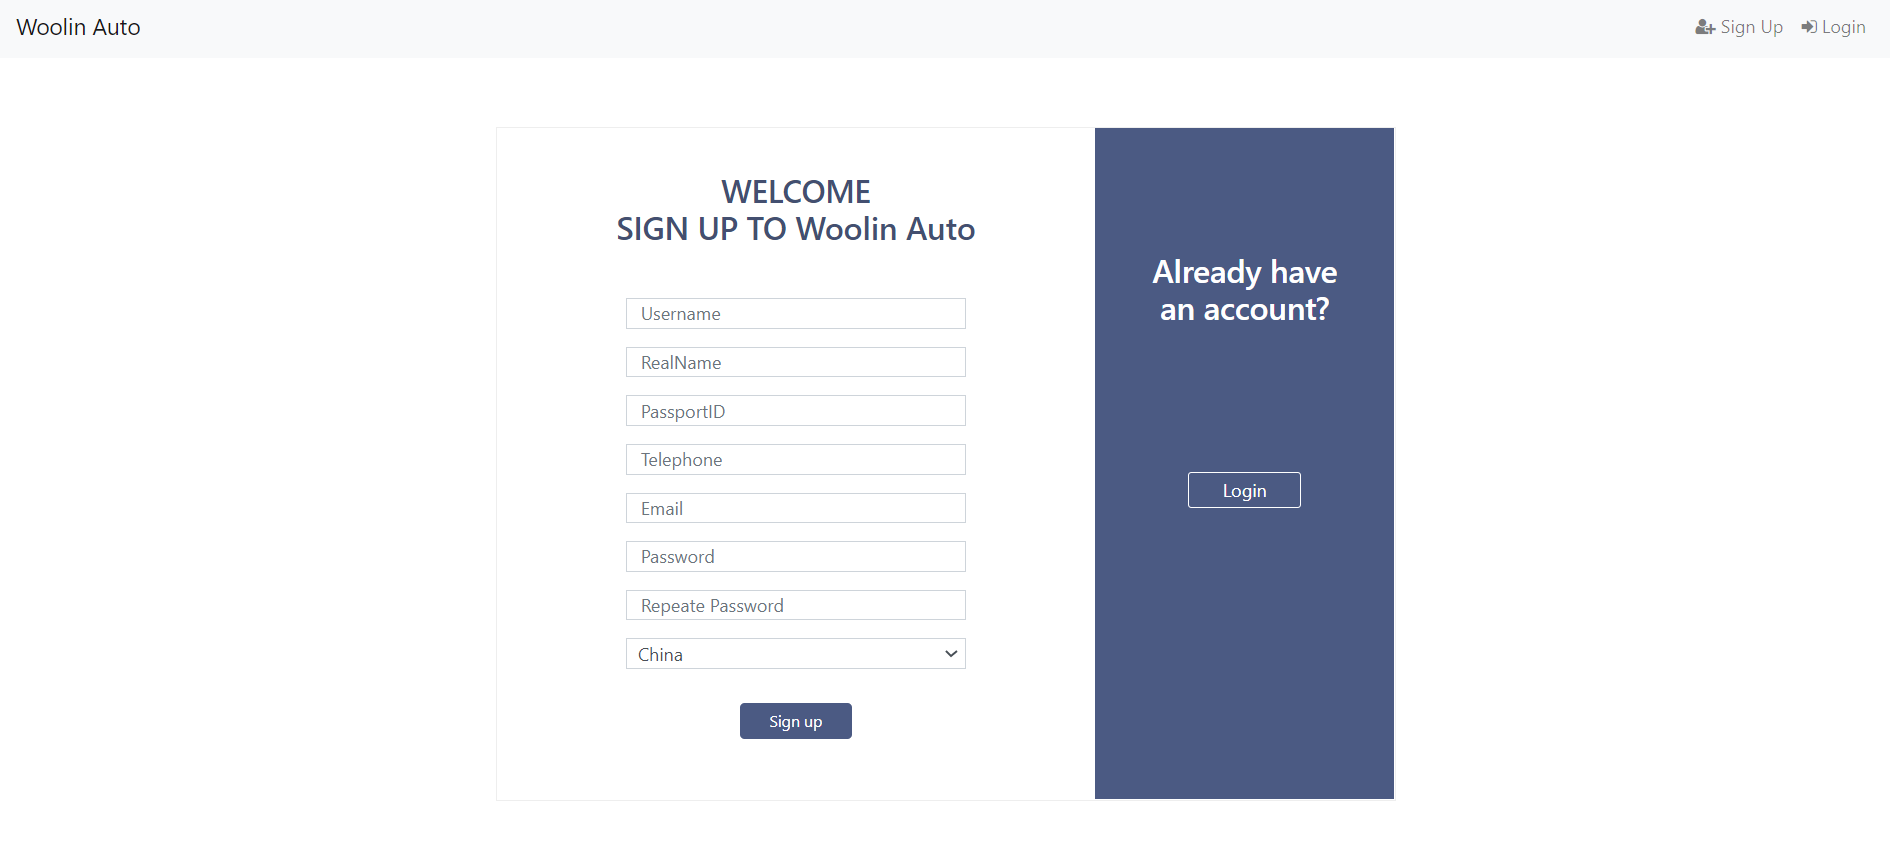 Woolin Auto
Sign Up
Login
WELCOME
SIGN UP TO Woolin Auto
Username
RealName
PassportID
Telephone
Email
Password
Repeate Password
China
Sign up
Already have
an account?
Login